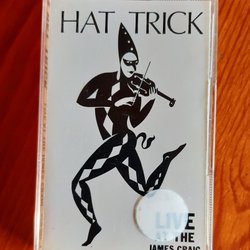 HAT TRICK
LIVE
AT THE
JAMES CRAIG